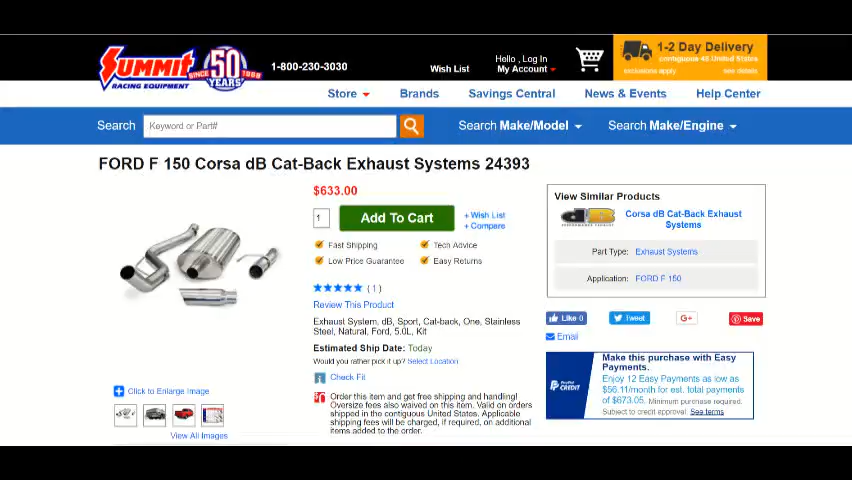 SUMMIT
RACING EQUIPMENT
SINCE 50 1968
YEARS
1-800-230-3030
Wish List
Hello , Log In
My Account
1-2 Day Delivery
contiguous 48 United States
exclusions apply
see details
Store
Brands
Savings Central
News & Events
Help Center
Search
Keyword or Part#
Search Make/Model
Search Make/Engine
FORD F 150 Corsa dB Cat-Back Exhaust Systems 24393
$633.00
1
Add To Cart
+ Wish List
+ Compare
Fast Shipping
Tech Advice
Low Price Guarantee
Easy Returns
( 1 )
Review This Product
Exhaust System, dB, Sport, Cat-back, One, Stainless
Steel, Natural, Ford, 5.0L, Kit
Estimated Ship Date: Today
Would you rather pick it up? Select Location
Check Fit
Order this item and get free shipping and handling!
Oversize fees also waived on this item. Valid on orders
shipped in the contiguous United States. Applicable
shipping fees will be charged, if required, on additional
items added to the order.
Click to Enlarge Image
View All Images
View Similar Products
Corsa dB Cat-Back Exhaust
Systems
Part Type: Exhaust Systems
Application: FORD F 150
Like 0
Tweet
G+
Save
Email
PayPal
CREDIT
Make this purchase with Easy
Payments.
Enjoy 12 Easy Payments as low as
$56.11/month for est. total payments
of $673.05. Minimum purchase required.
Subject to credit approval. See terms